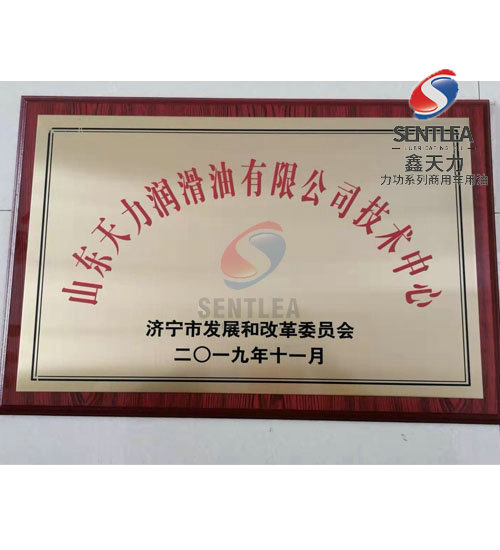 SENTLEA
LUBRICATING OIL
鑫天力
力功系列商用车用油
山东天力润滑油有限公司技术中心
SENTLEA
济宁市发展和改革委员会
二〇一九年十一月